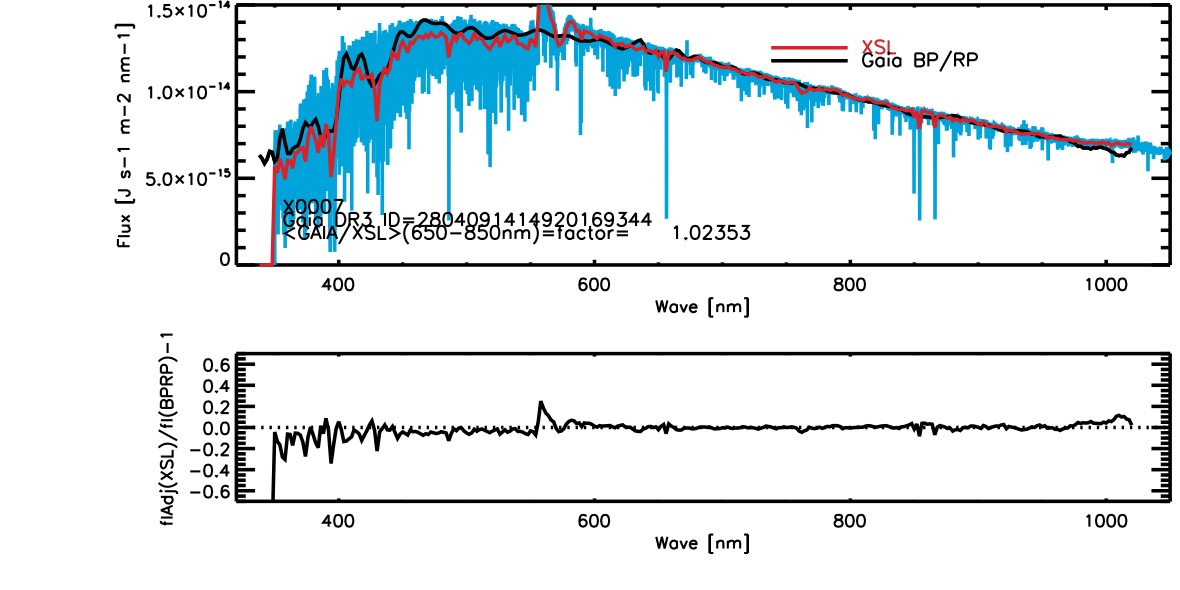 1.5×10−14
1.0×10−14
5.0×10−15
0
Flux [J s−1 m−2 nm−1]
XSL
Gaia BP/RP
X0007
Gaia DR3 ID=2804091414920169344
<GAIA/XSL>(650−850nm)=factor= 1.02353
400 600 800 1000
Wave [nm]
0.6
0.4
0.2
0.0
−0.2
−0.4
−0.6
flAdj(XSL)/fl(BPRP)−1
400 600 800 1000
Wave [nm]